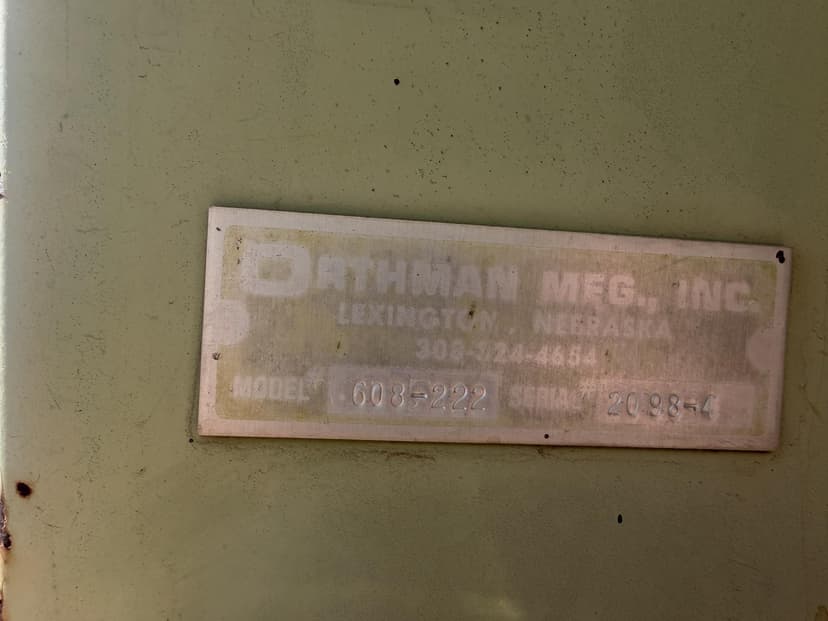 ORTHMAN MFG., INC.
LEXINGTON, NEBRASKA
308-324-4654
MODEL# 608-222 SERIAL# 2098-4